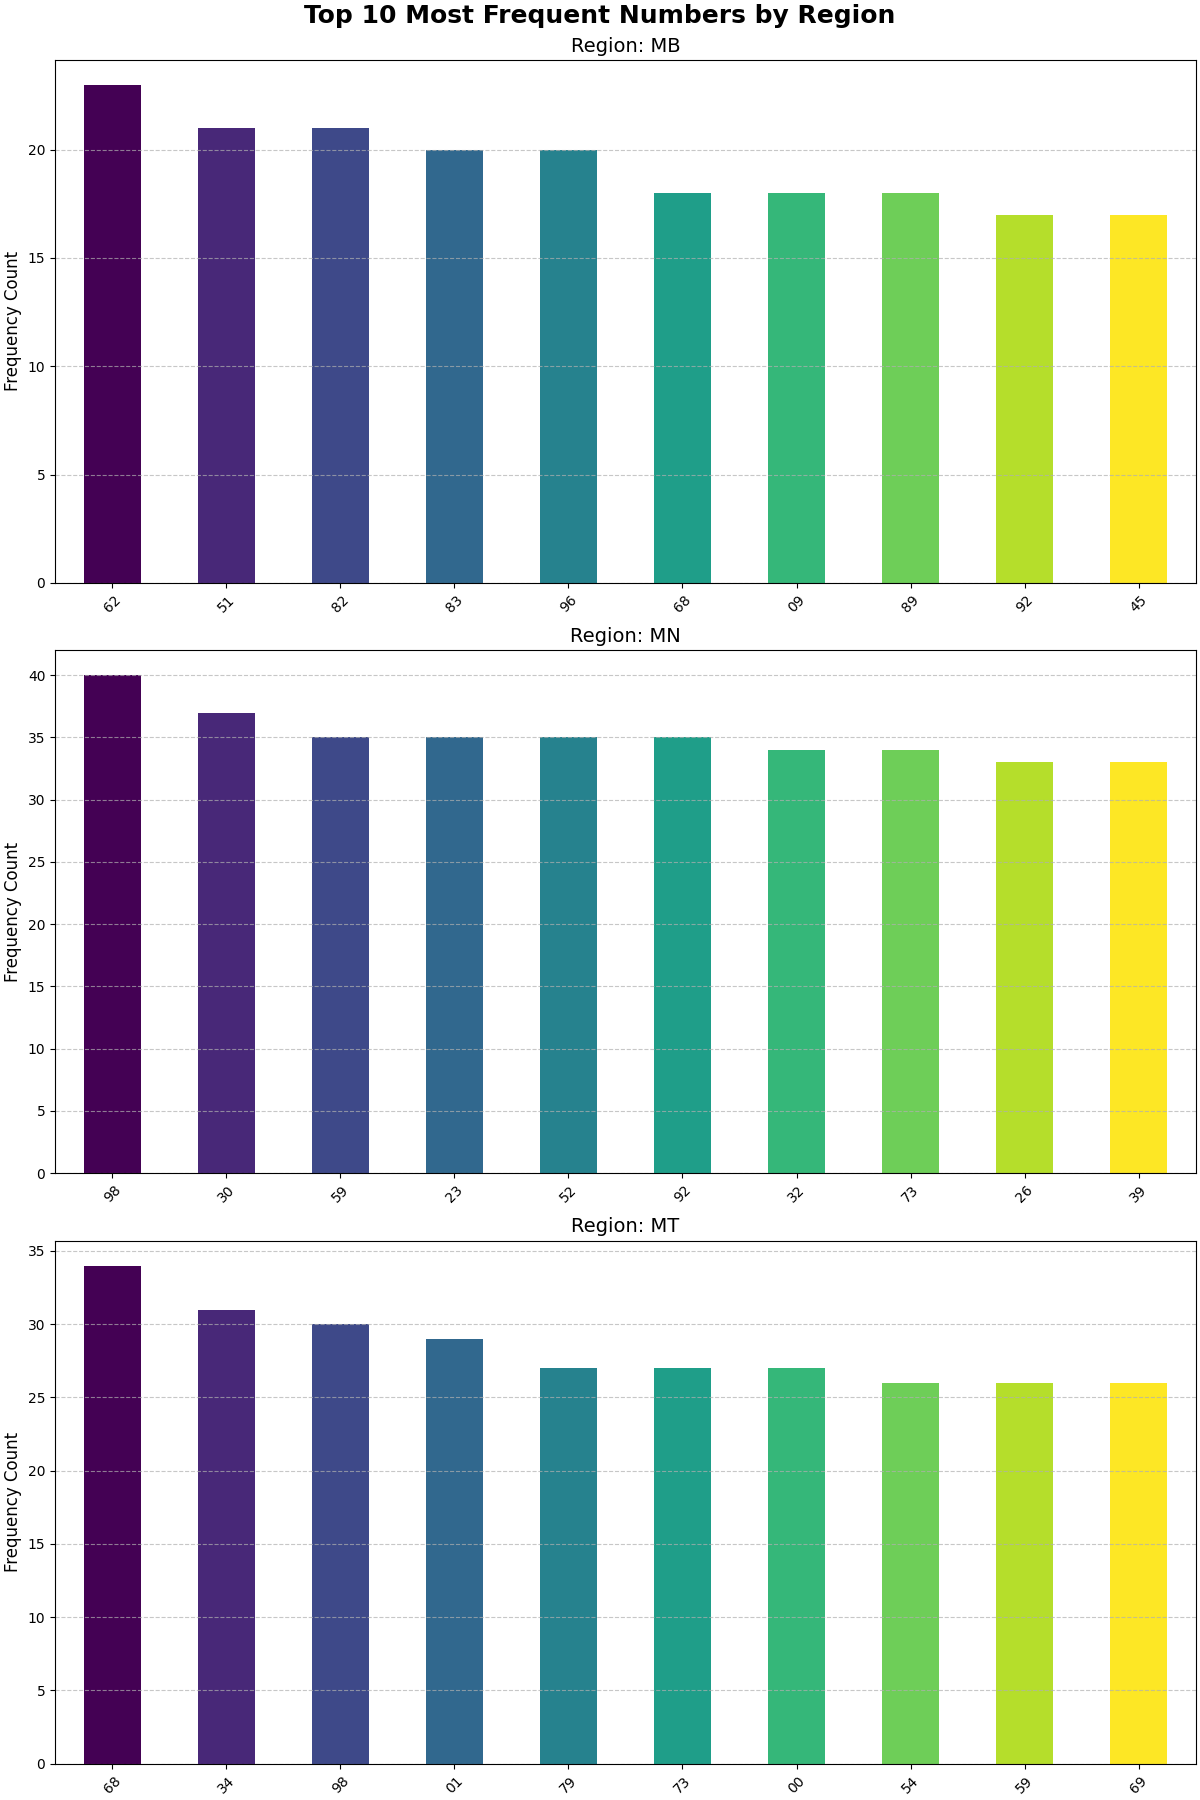 Top 10 Most Frequent Numbers by Region
Region: MB
Frequency Count
20
15
10
5
0
62 51 82 83 96 68 09 89 92 45
Region: MN
Frequency Count
40
35
30
25
20
15
10
5
0
98 30 59 23 52 92 32 73 26 39
Region: MT
Frequency Count
35
30
25
20
15
10
5
0
68 34 98 01 79 73 00 54 59 69